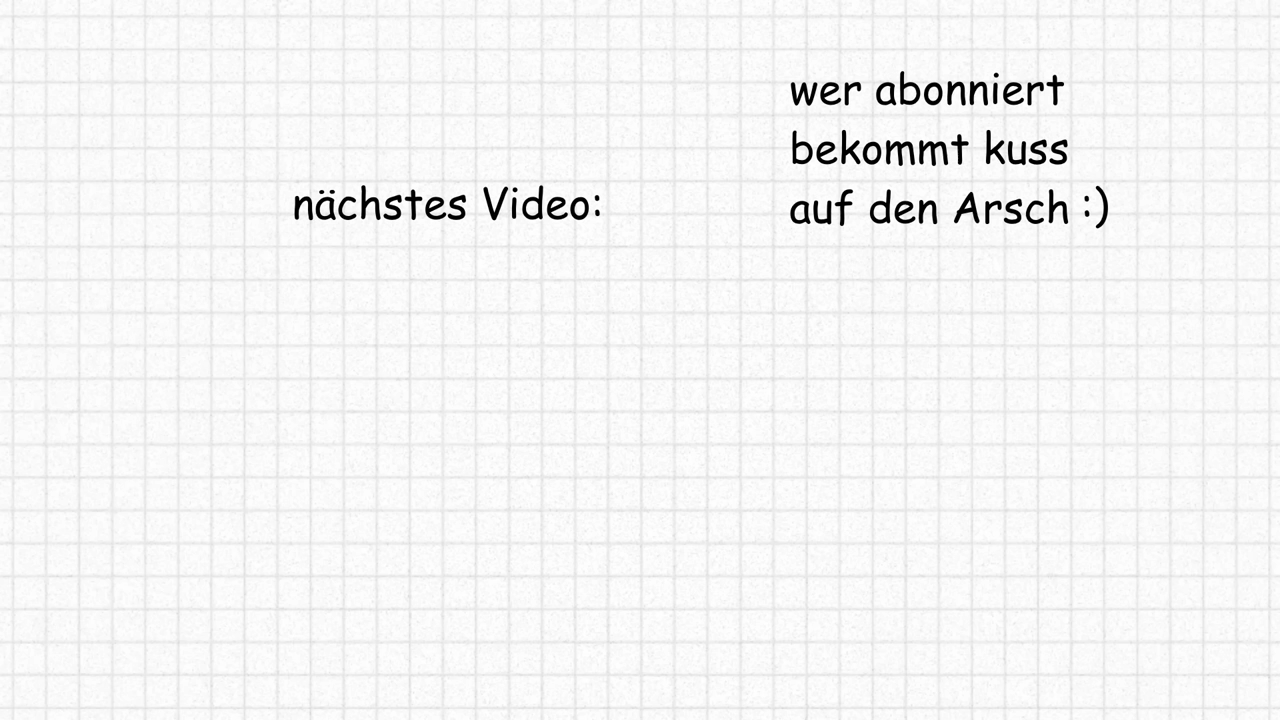 nächstes Video:
wer abonniert
bekommt kuss
auf den Arsch :)